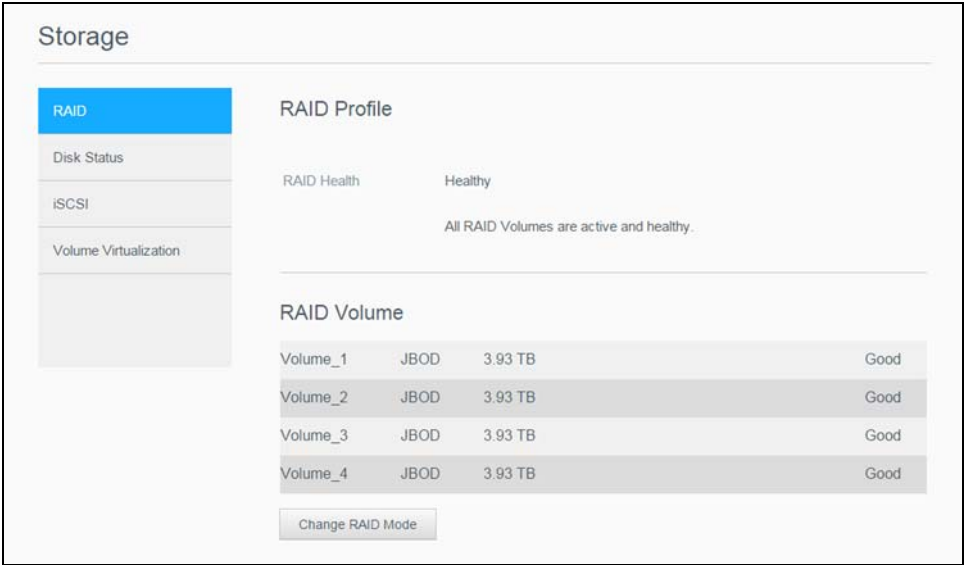 Storage
RAID
Disk Status
iSCSI
Volume Virtualization
RAID Profile
RAID Health Healthy
All RAID Volumes are active and healthy.
RAID Volume
Volume_1 JBOD 3.93 TB Good
Volume_2 JBOD 3.93 TB Good
Volume_3 JBOD 3.93 TB Good
Volume_4 JBOD 3.93 TB Good
Change RAID Mode